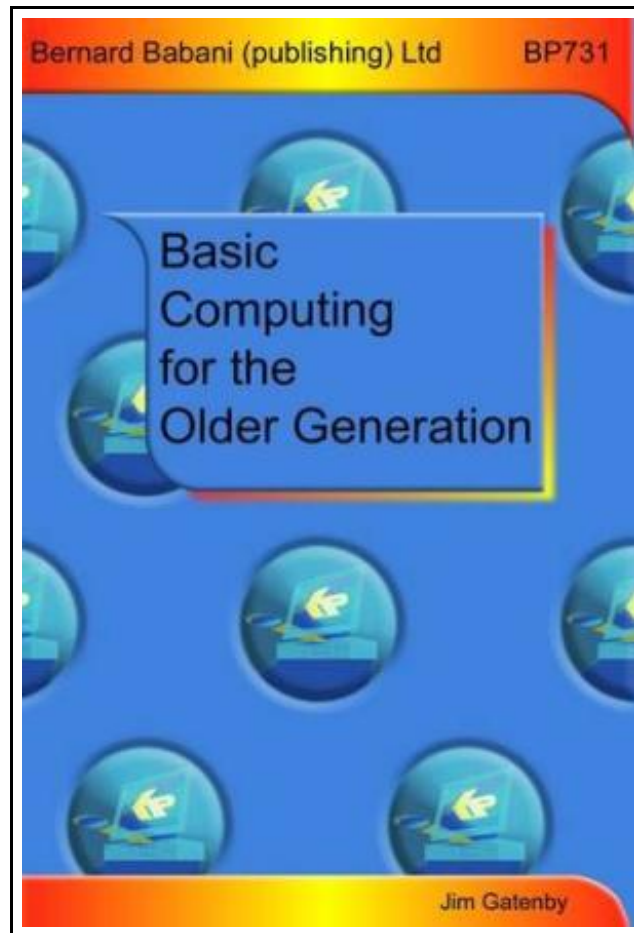 Bernard Babani (publishing) Ltd BP731
Basic
Computing
for the
Older Generation
Jim Gatenby